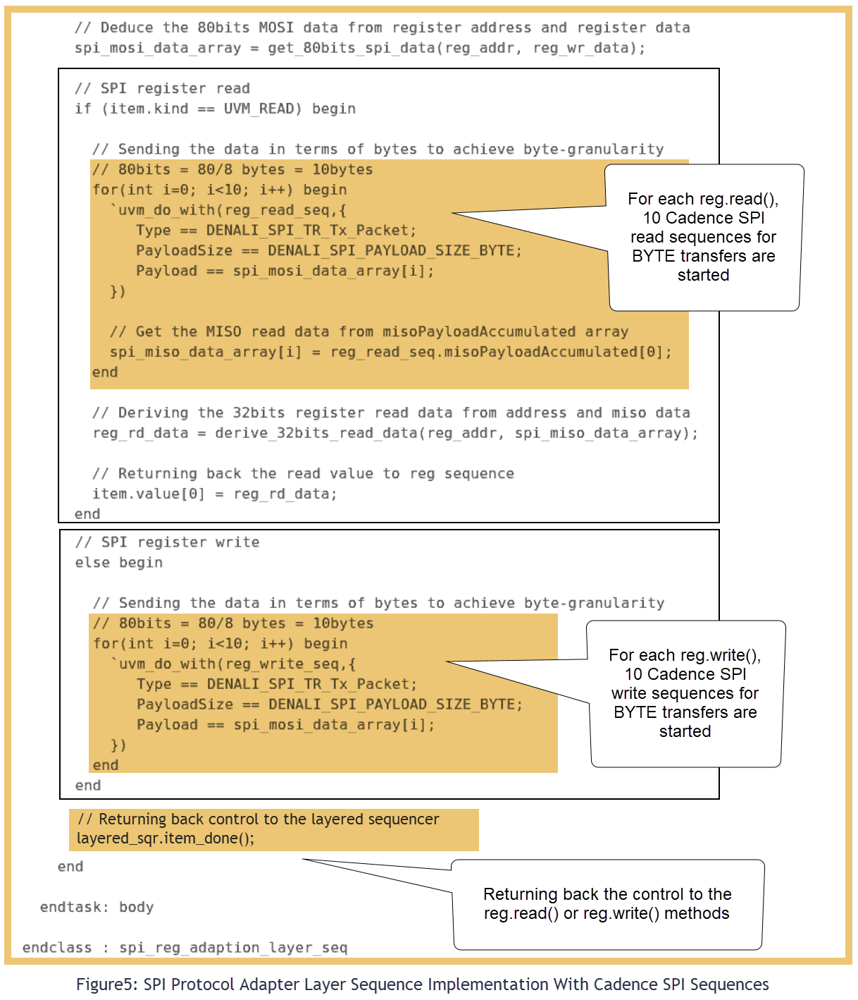 // Deduce the 80bits MOSI data from register address and register data
spi_mosi_data_array = get_80bits_spi_data(reg_addr, reg_wr_data);
// SPI register read
if (item.kind == UVM_READ) begin
// Sending the data in terms of bytes to achieve byte-granularity
// 80bits = 80/8 bytes = 10bytes
for(int i=0; i<10; i++) begin
`uvm_do_with(reg_read_seq,{
Type == DENALI_SPI_TR_Tx_Packet;
PayloadSize == DENALI_SPI_PAYLOAD_SIZE_BYTE;
Payload == spi_mosi_data_array[i];
})
For each reg.read(),
10 Cadence SPI
read sequences for
BYTE transfers are
started
// Get the MISO read data from misoPayloadAccumulated array
spi_miso_data_array[i] = reg_read_seq.misoPayloadAccumulated[0];
end
// Deriving the 32bits register read data from address and miso data
reg_rd_data = derive_32bits_read_data(reg_addr, spi_miso_data_array);
// Returning back the read value to reg sequence
item.value[0] = reg_rd_data;
end
// SPI register write
else begin
// Sending the data in terms of bytes to achieve byte-granularity
// 80bits = 80/8 bytes = 10bytes
for(int i=0; i<10; i++) begin
`uvm_do_with(reg_write_seq,{
Type == DENALI_SPI_TR_Tx_Packet;
PayloadSize == DENALI_SPI_PAYLOAD_SIZE_BYTE;
Payload == spi_mosi_data_array[i];
})
end
end
For each reg.write(),
10 Cadence SPI
write sequences for
BYTE transfers are
started
// Returning back control to the layered sequencer
layered_sqr.item_done();
end
Returning back the control to the
reg.read() or reg.write() methods
endtask: body
endclass : spi_reg_adaption_layer_seq
Figure5: SPI Protocol Adapter Layer Sequence Implementation With Cadence SPI Sequences